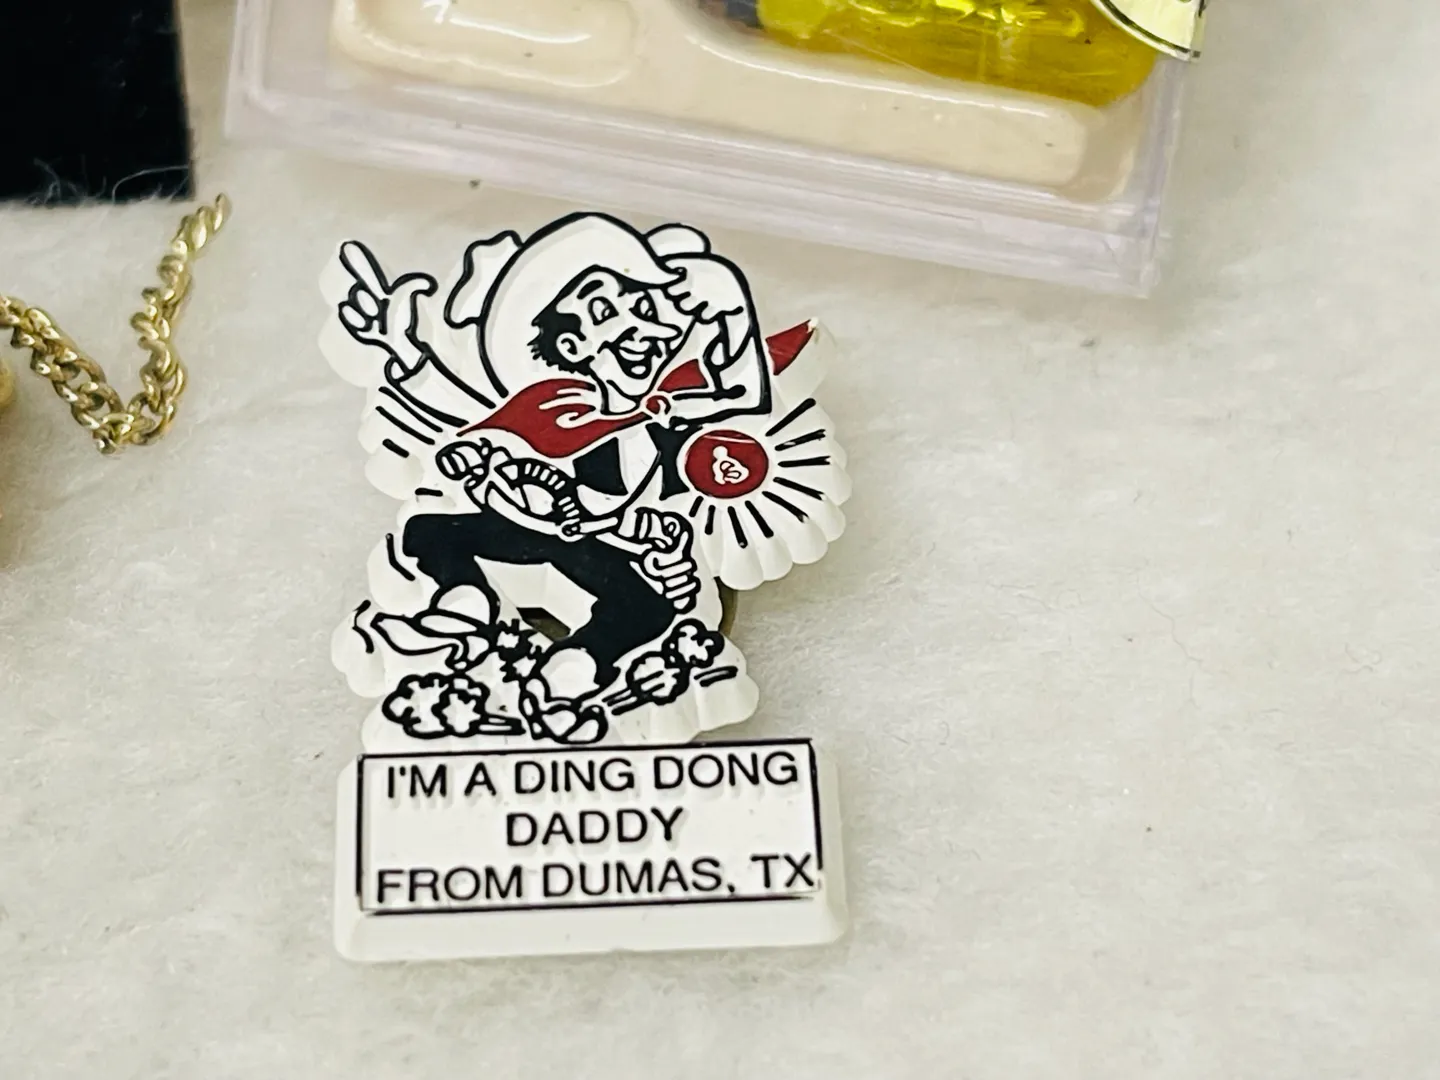 I'M A DING DONG
DADDY
FROM DUMAS, TX